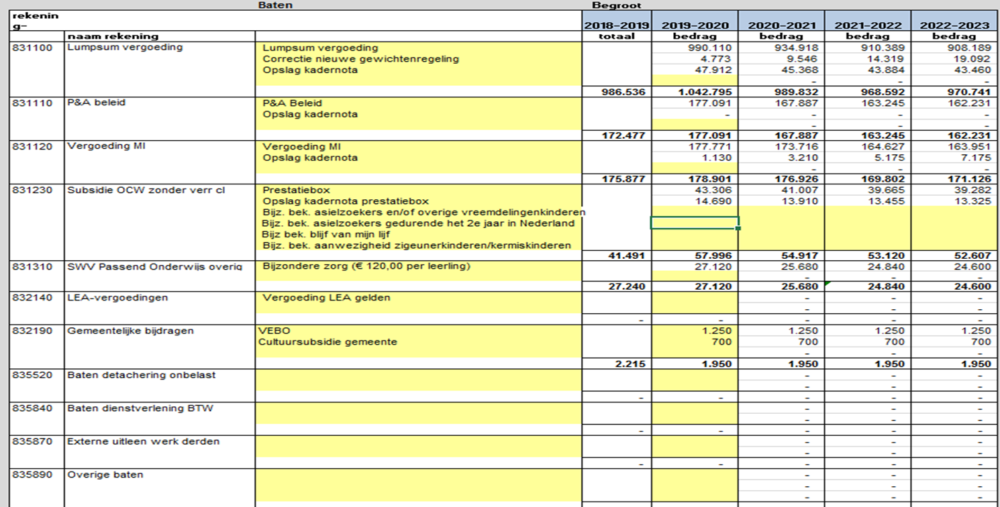 Baten Begroot
rekenin
g-
2018-2019 2019-2020 2020-2021 2021-2022 2022-2023
naam rekening totaal bedrag bedrag bedrag bedrag
831100 Lumpsum vergoeding Lumpsum vergoeding 990.110 934.918 910.389 908.189
Correctie nieuwe gewichtenregeling 4.773 9.546 14.319 19.092
Opslag kadernota 47.912 45.368 43.884 43.460
- - -
986.536 1.042.795 989.832 968.592 970.741
831110 P&A beleid P&A Beleid 177.091 167.887 163.245 162.231
Opslag kadernota - - - -
- - -
172.477 177.091 167.887 163.245 162.231
831120 Vergoeding MI Vergoeding MI 177.771 173.716 164.627 163.951
Opslag kadernota 1.130 3.210 5.175 7.175
- - -
175.877 178.901 176.926 169.802 171.126
831230 Subsidie OCW zonder verr cl Prestatiebox 43.306 41.007 39.665 39.282
Opslag kadernota prestatiebox 14.690 13.910 13.455 13.325
Bijz. bek. asielzoekers en/of overige vreemdelingenkinderen
Bijz. bek. asielzoekers gedurende het 2e jaar in Nederland
Bijz bek. blijf van mijn lijf
Bijz. bek. aanwezigheid zigeunerkinderen/kermiskinderen
41.491 57.996 54.917 53.120 52.607
831310 SWV Passend Onderwijs overig Bijzondere zorg (€ 120,00 per leerling) 27.120 25.680 24.840 24.600
- - -
27.240 27.120 25.680 24.840 24.600
832140 LEA-vergoedingen Vergoeding LEA gelden - - -
- - -
- - - - -
832190 Gemeentelijke bijdragen VEBO 1.250 1.250 1.250 1.250
Cultuursubsidie gemeente 700 700 700 700
- - -
2.215 1.950 1.950 1.950 1.950
835520 Baten detachering onbelast - - -
- - -
- - - - -
835840 Baten dienstverlening BTW - - -
- - -
- - - - -
835870 Externe uitleen werk derden - - -
- - -
- - - - -
835890 Overige baten - - -
- - -
- - -